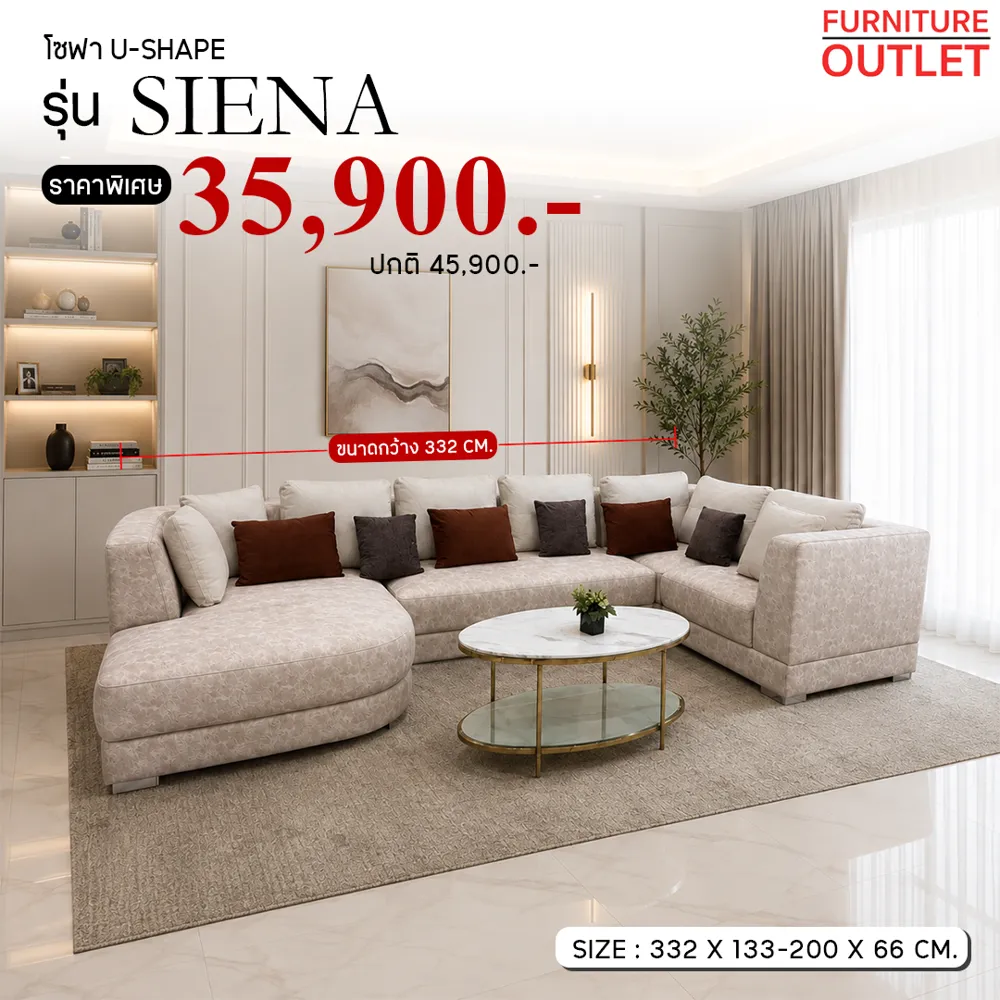 โซฟา U-SHAPE
รุ่น SIENA
FURNITURE
OUTLET
ราคาพิเศษ 35,900.-
ปกติ 45,900.-
ขนาดกว้าง 332 CM.
SIZE : 332 X 133-200 X 66 CM.